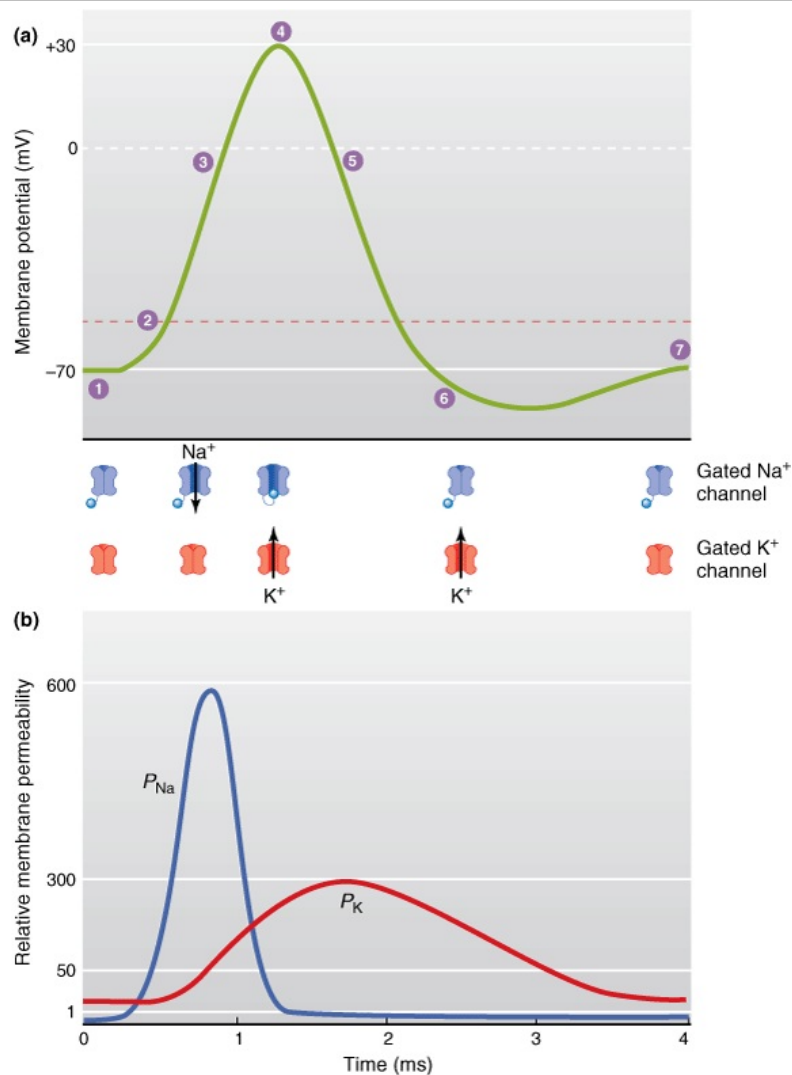 (a)
+30
0
–70
Membrane potential (mV)
1
2
3
4
5
6
7
Na⁺
Gated Na⁺
channel
Gated K⁺
channel
K⁺
K⁺
(b)
600
300
50
1
Relative membrane permeability
PNa
PK
0
1
2
3
4
Time (ms)